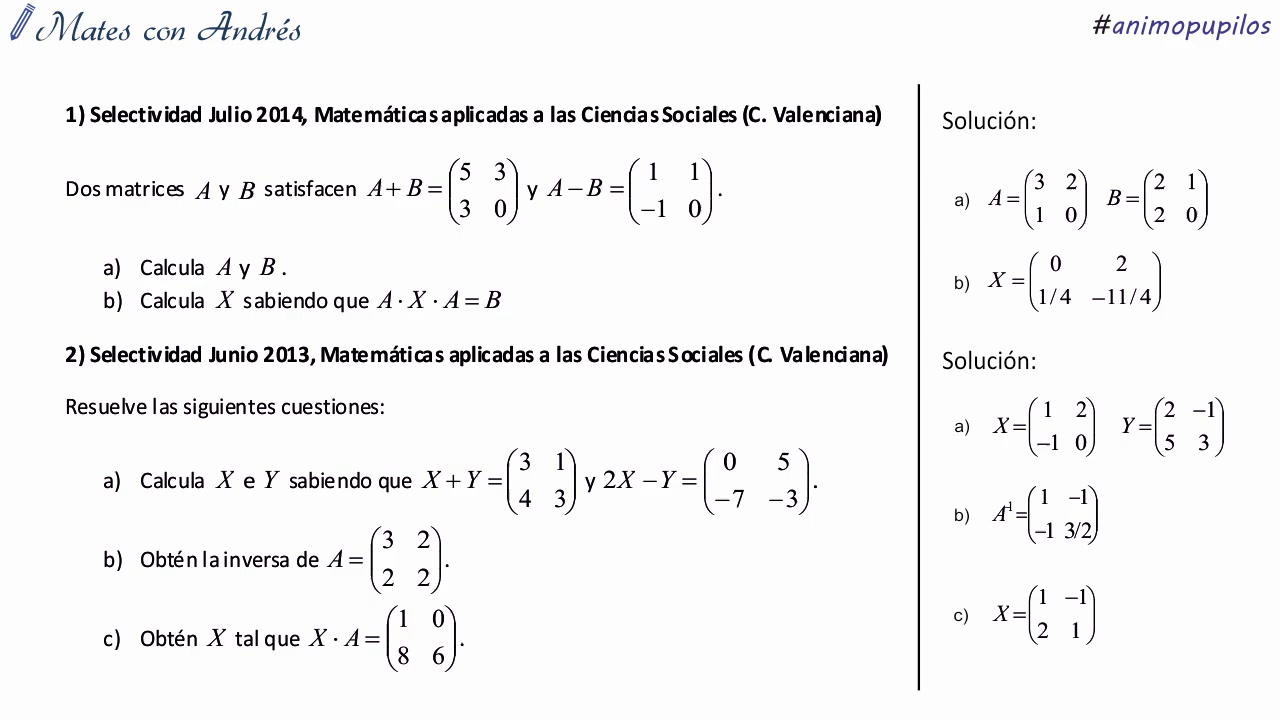 Mates con Andrés
#animopupilos
1) Selectividad Julio 2014, Matemáticas aplicadas a las Ciencias Sociales (C. Valenciana)
Dos matrices A y B satisfacen A + B = (5 3; 3 0) y A − B = (1 1; −1 0).
a) Calcula A y B.
b) Calcula X sabiendo que A · X · A = B
2) Selectividad Junio 2013, Matemáticas aplicadas a las Ciencias Sociales (C. Valenciana)
Resuelve las siguientes cuestiones:
a) Calcula X e Y sabiendo que X + Y = (3 1; 4 3) y 2X − Y = (0 5; −7 −3).
b) Obtén la inversa de A = (3 2; 2 2).
c) Obtén X tal que X · A = (1 0; 8 6).
Solución:
a) A = (3 2; 1 0) B = (2 1; 2 0)
b) X = (0 2; 1/4 −11/4)
Solución:
a) X = (1 2; −1 0) Y = (2 −1; 5 3)
b) A⁻¹ = (1 −1; −1 3/2)
c) X = (1 −1; 2 1)